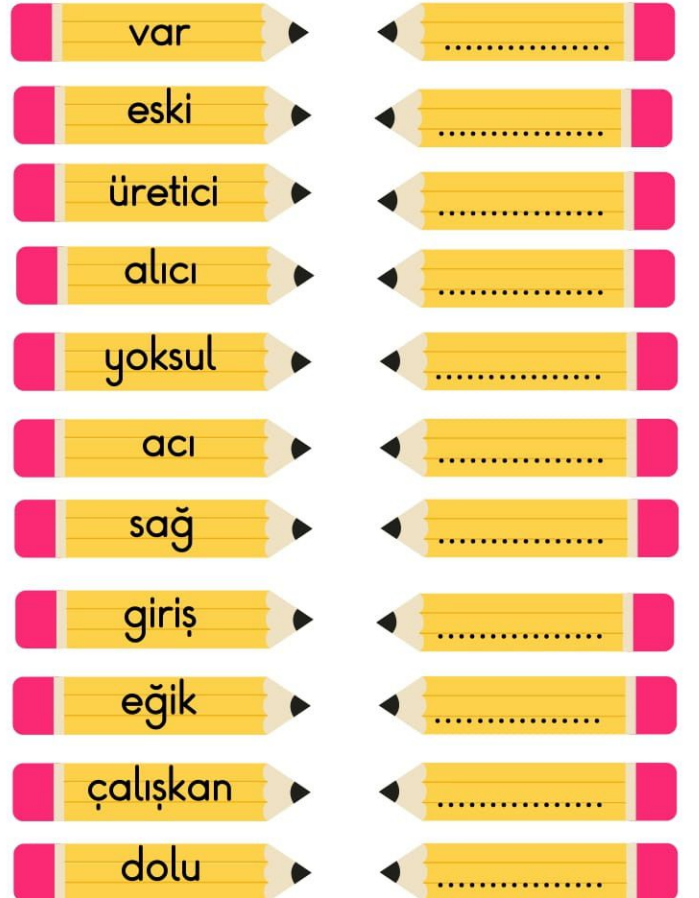 var ................
eski ................
üretici ................
alıcı ................
yoksul ................
acı ................
sağ ................
giriş ................
eğik ................
çalışkan ................
dolu ................